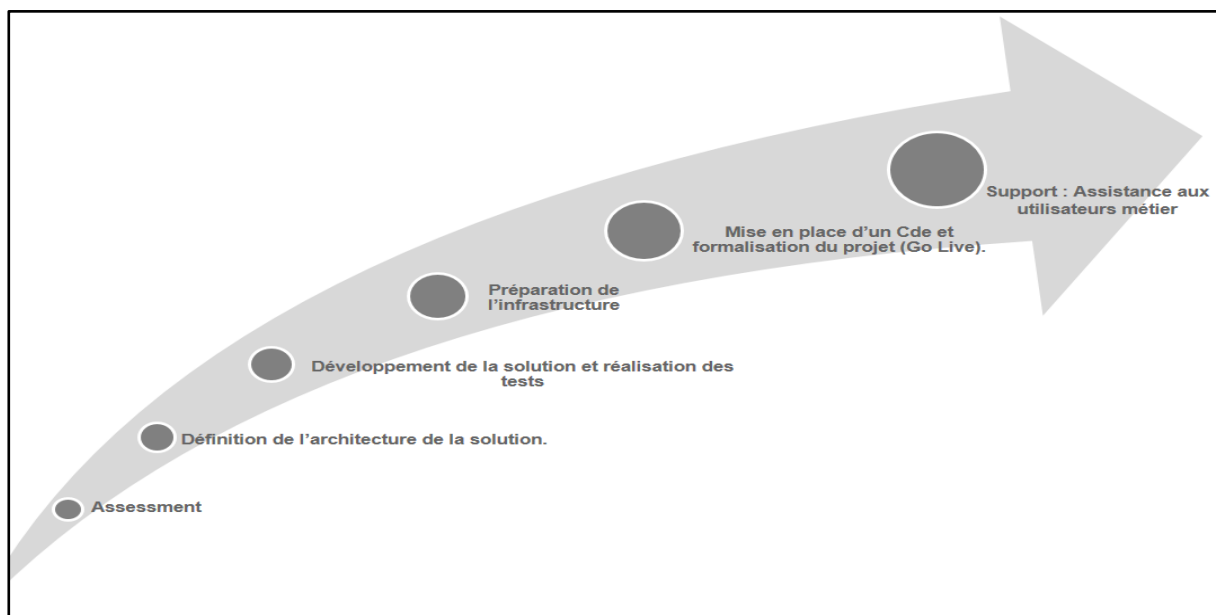 Support : Assistance aux
utilisateurs métier
Mise en place d’un Cde et
formalisation du projet (Go Live).
Préparation de
l’infrastructure
Développement de la solution et réalisation des
tests
Définition de l’architecture de la solution.
Assessment